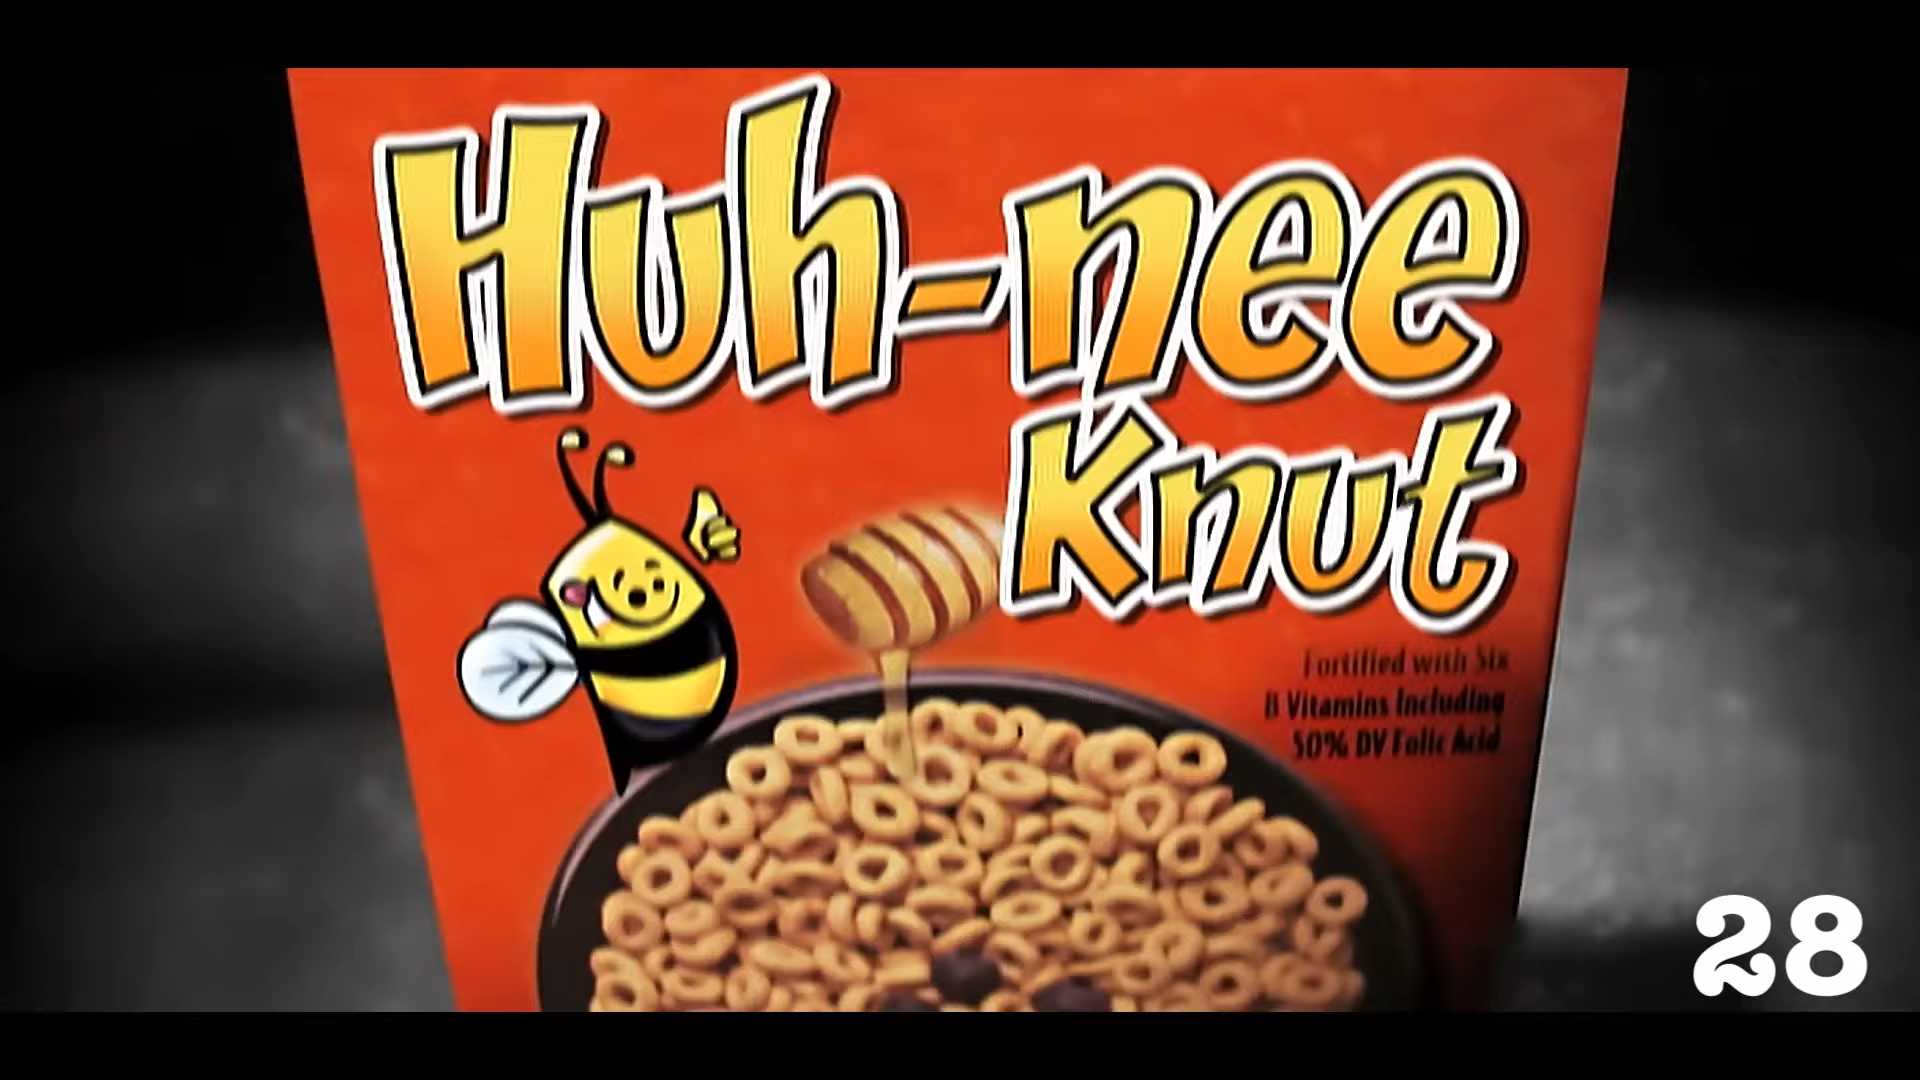 Huh-nee
Knut
Fortified with Six
B Vitamins Including
50% DV Folic Acid
28